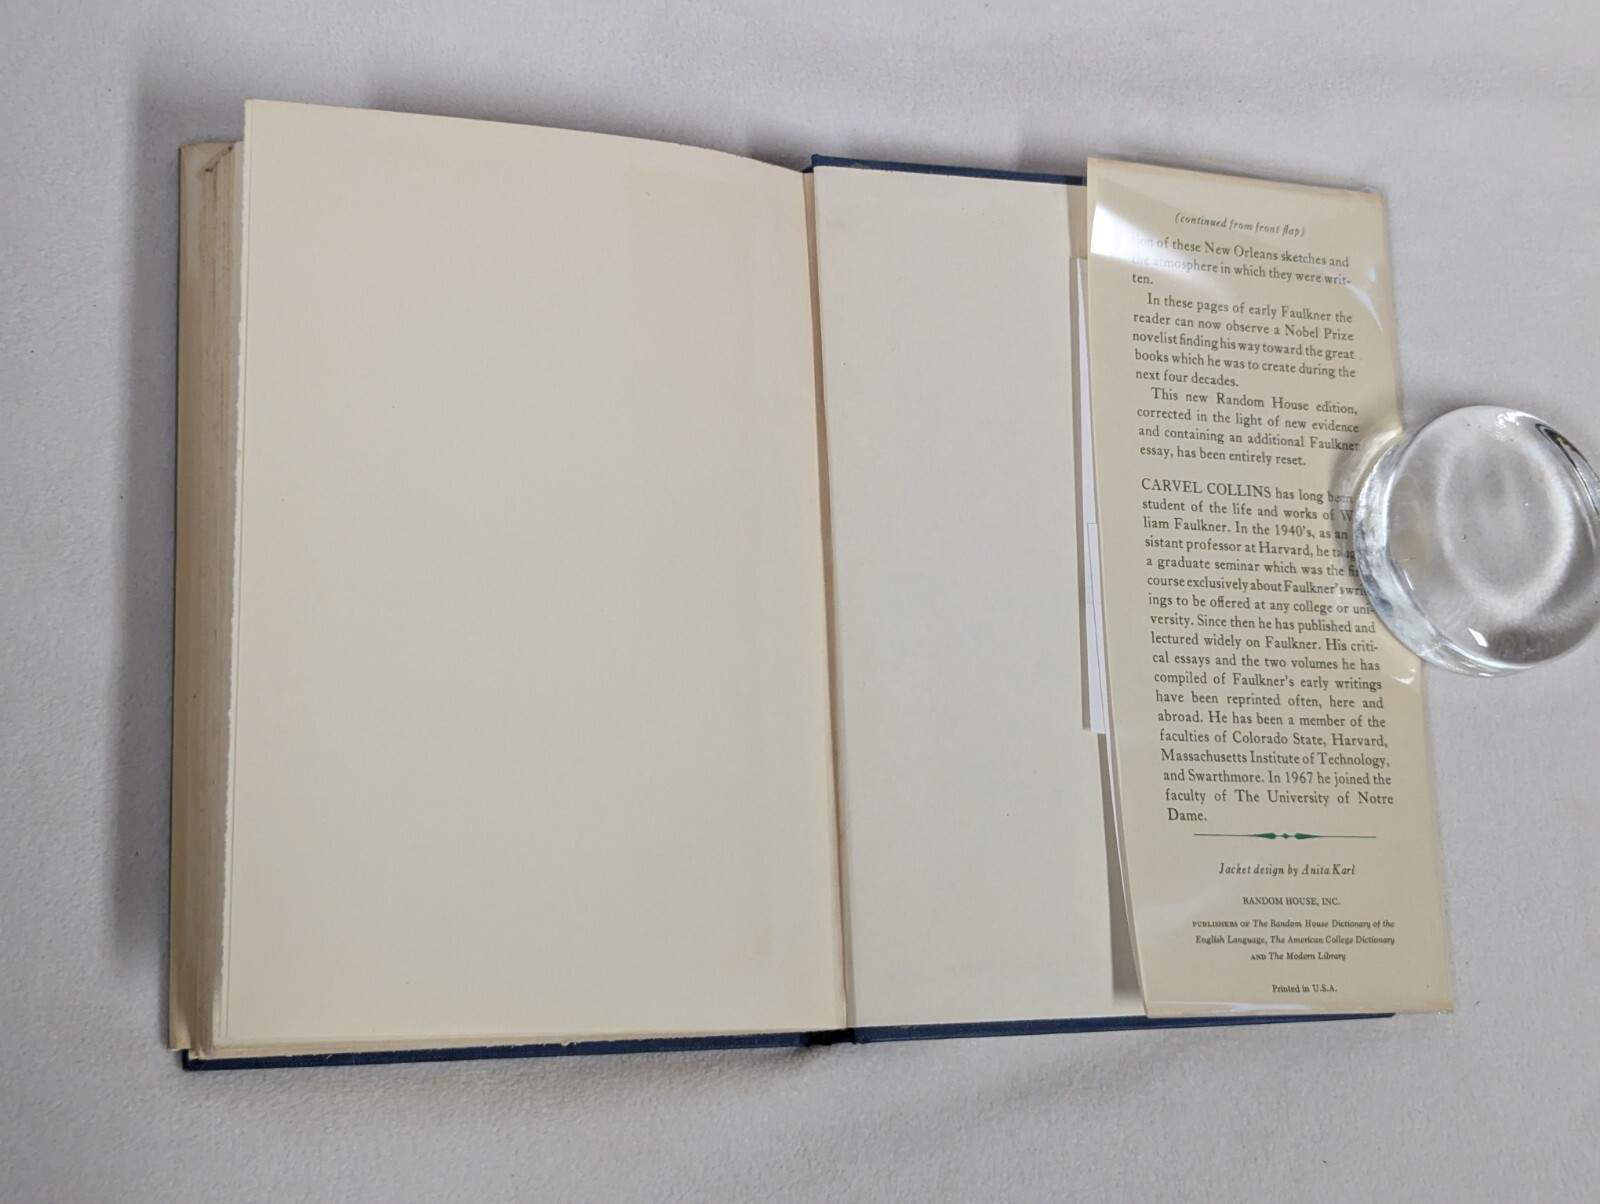 (continued from front flap)
of these New Orleans sketches and
the atmosphere in which they were writ-
ten.
In these pages of early Faulkner the
reader can now observe a Nobel Prize
novelist finding his way toward the great
books which he was to create during the
next four decades.
This new Random House edition,
corrected in the light of new evidence
and containing an additional Faulkner
essay, has been entirely reset.
CARVEL COLLINS has long been
student of the life and works of
liam Faulkner. In the 1940's, as an
sistant professor at Harvard, he
a graduate seminar which was the
course exclusively about Faulkner's writ-
ings to be offered at any college or uni-
versity. Since then he has published and
lectured widely on Faulkner. His criti-
cal essays and the two volumes he has
compiled of Faulkner's early writings
have been reprinted often, here and
abroad. He has been a member of the
faculties of Colorado State, Harvard,
Massachusetts Institute of Technology,
and Swarthmore. In 1967 he joined the
faculty of The University of Notre
Dame.
Jacket design by Anita Karl
RANDOM HOUSE, INC.
PUBLISHERS OF The Random House Dictionary of the
English Language, The American College Dictionary
AND The Modern Library
Printed in U.S.A.